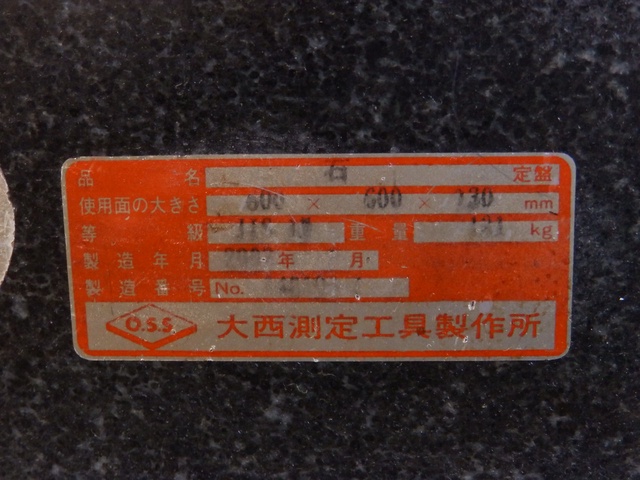 品名 石 定盤
使用面の大きさ 600 × 600 × 130 mm
等級 JIS 重量 131 kg
製造年月 年 月
製造番号 No.
O.S.S. 大西測定工具製作所